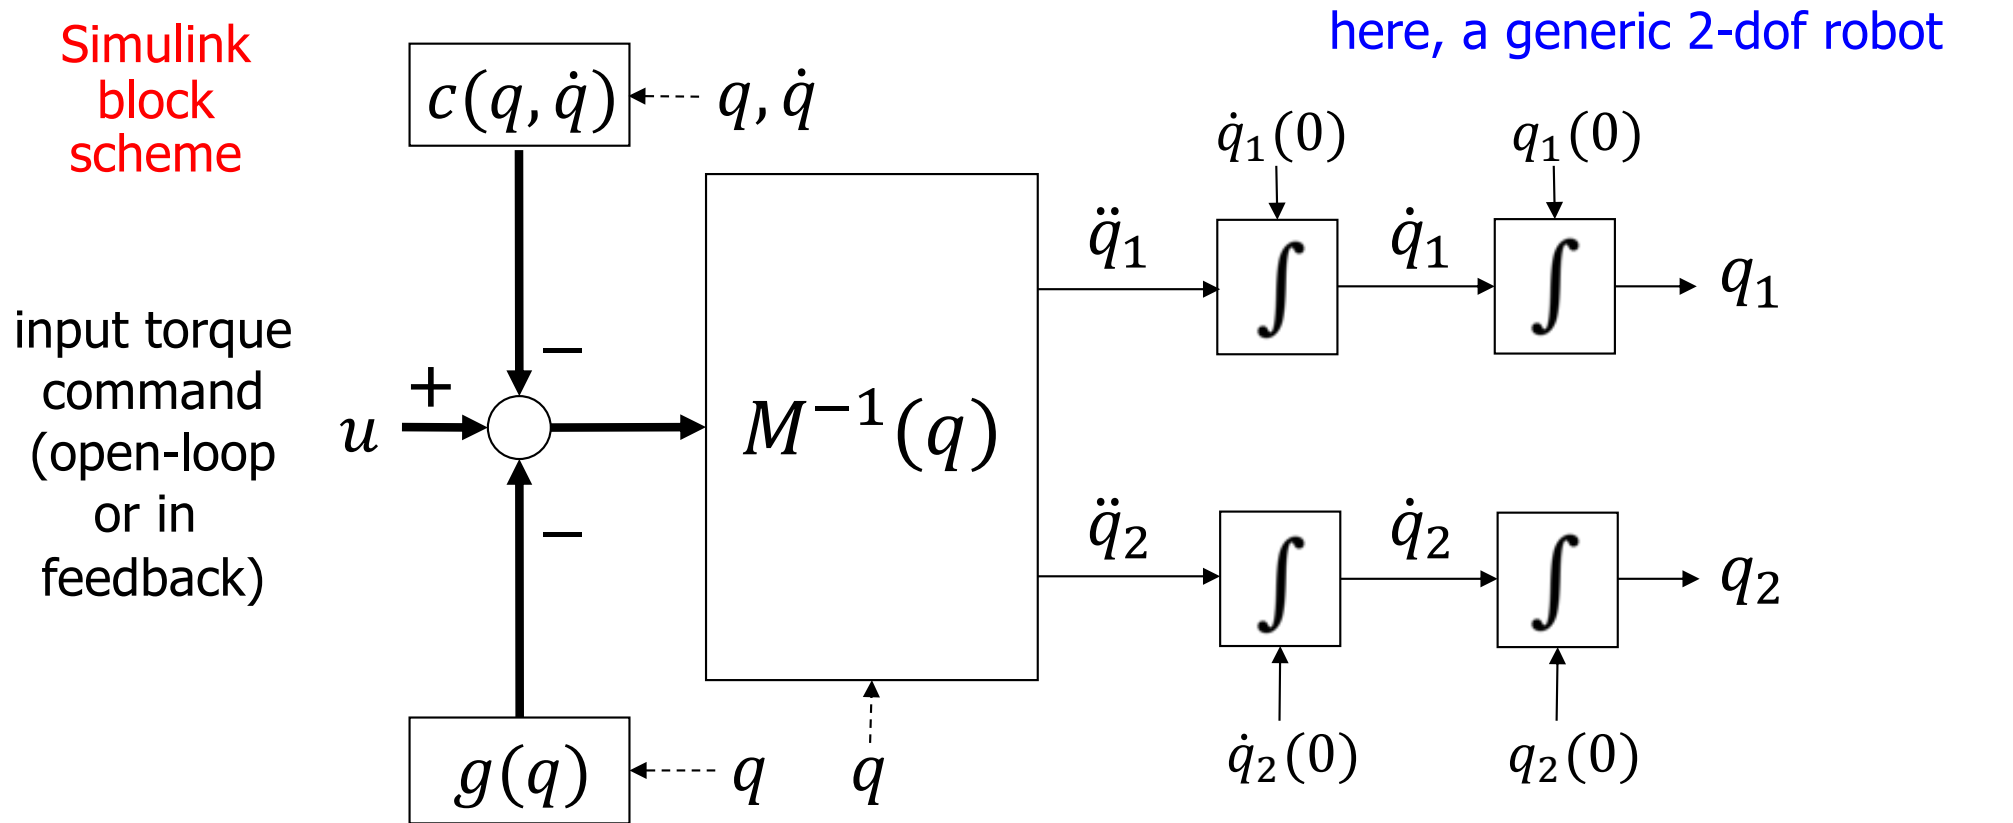 Simulink
block
scheme
here, a generic 2-dof robot
c(q, q̇)
q, q̇
q̇₁(0)
q₁(0)
q̈₁
∫
q̇₁
∫
q₁
input torque
command
(open-loop
or in
feedback)
+
−
u
M⁻¹(q)
−
q̈₂
∫
q̇₂
∫
q₂
g(q)
q
q
q̇₂(0)
q₂(0)